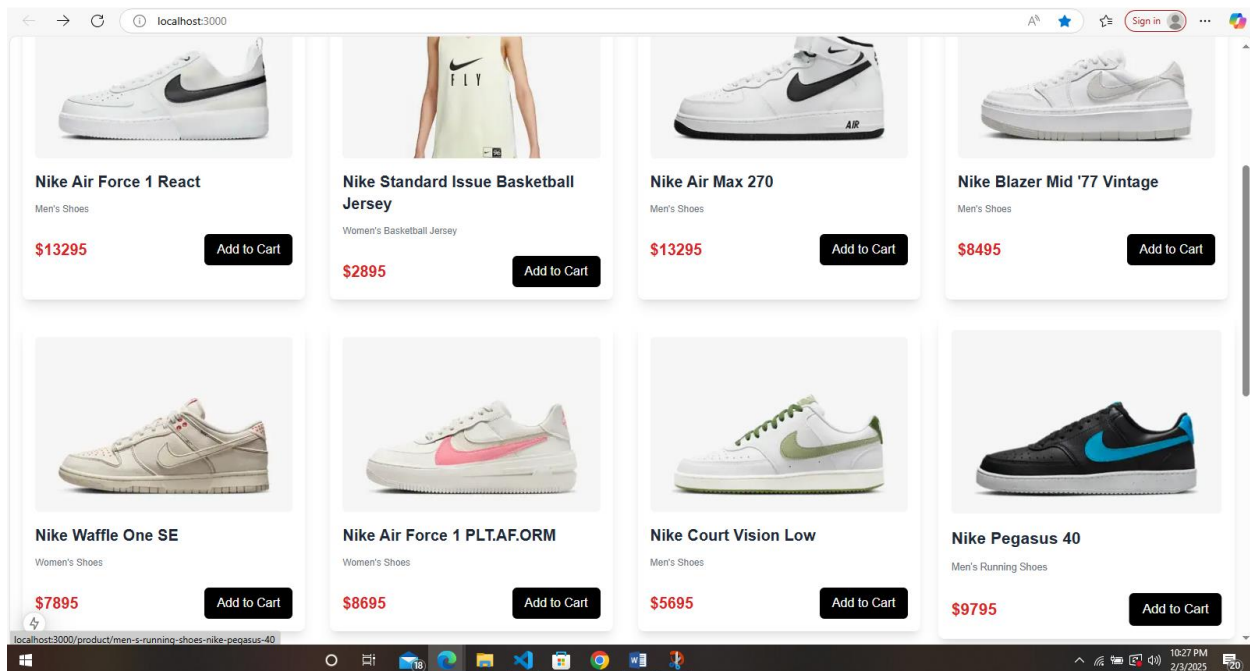 localhost:3000
Sign in
FLY
96
AIR
Nike Air Force 1 React
Men's Shoes
$13295
Add to Cart
Nike Standard Issue Basketball
Jersey
Women's Basketball Jersey
$2895
Add to Cart
Nike Air Max 270
Men's Shoes
$13295
Add to Cart
Nike Blazer Mid '77 Vintage
Men's Shoes
$8495
Add to Cart
Nike Waffle One SE
Women's Shoes
$7895
Add to Cart
Nike Air Force 1 PLT.AF.ORM
Women's Shoes
$8695
Add to Cart
Nike Court Vision Low
Men's Shoes
$5695
Add to Cart
Nike Pegasus 40
Men's Running Shoes
$9795
Add to Cart
localhost:3000/product/men-s-running-shoes-nike-pegasus-40
18
10:27 PM
2/3/2025
20